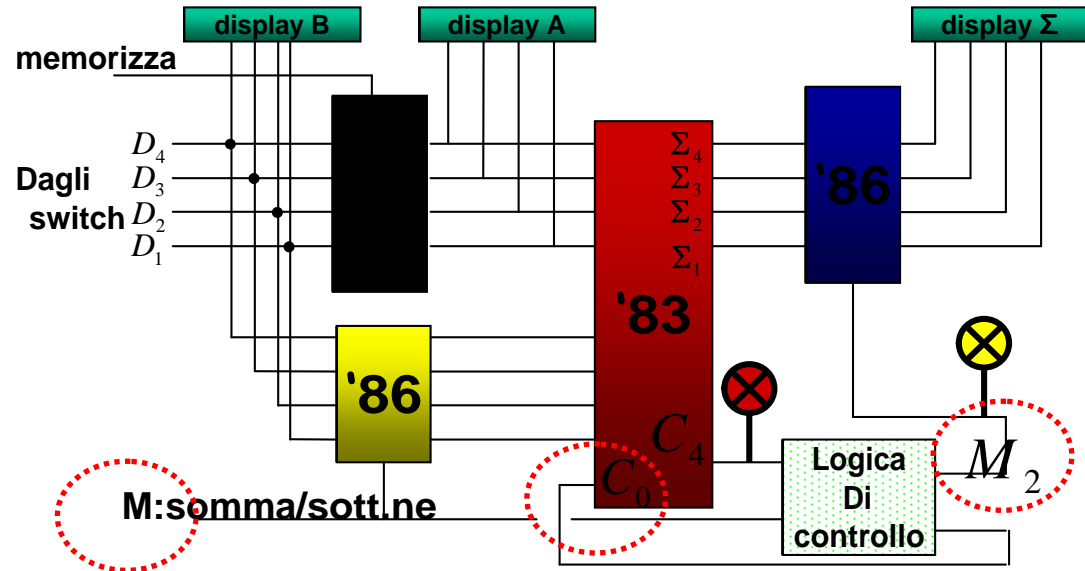 display B
display A
display Σ
memorizza
D4
D3
D2
D1
Dagli
switch
Σ4
Σ3
Σ2
Σ1
'86
'83
'86
C4
C0
M2
Logica
Di
controllo
M:somma/sott.ne